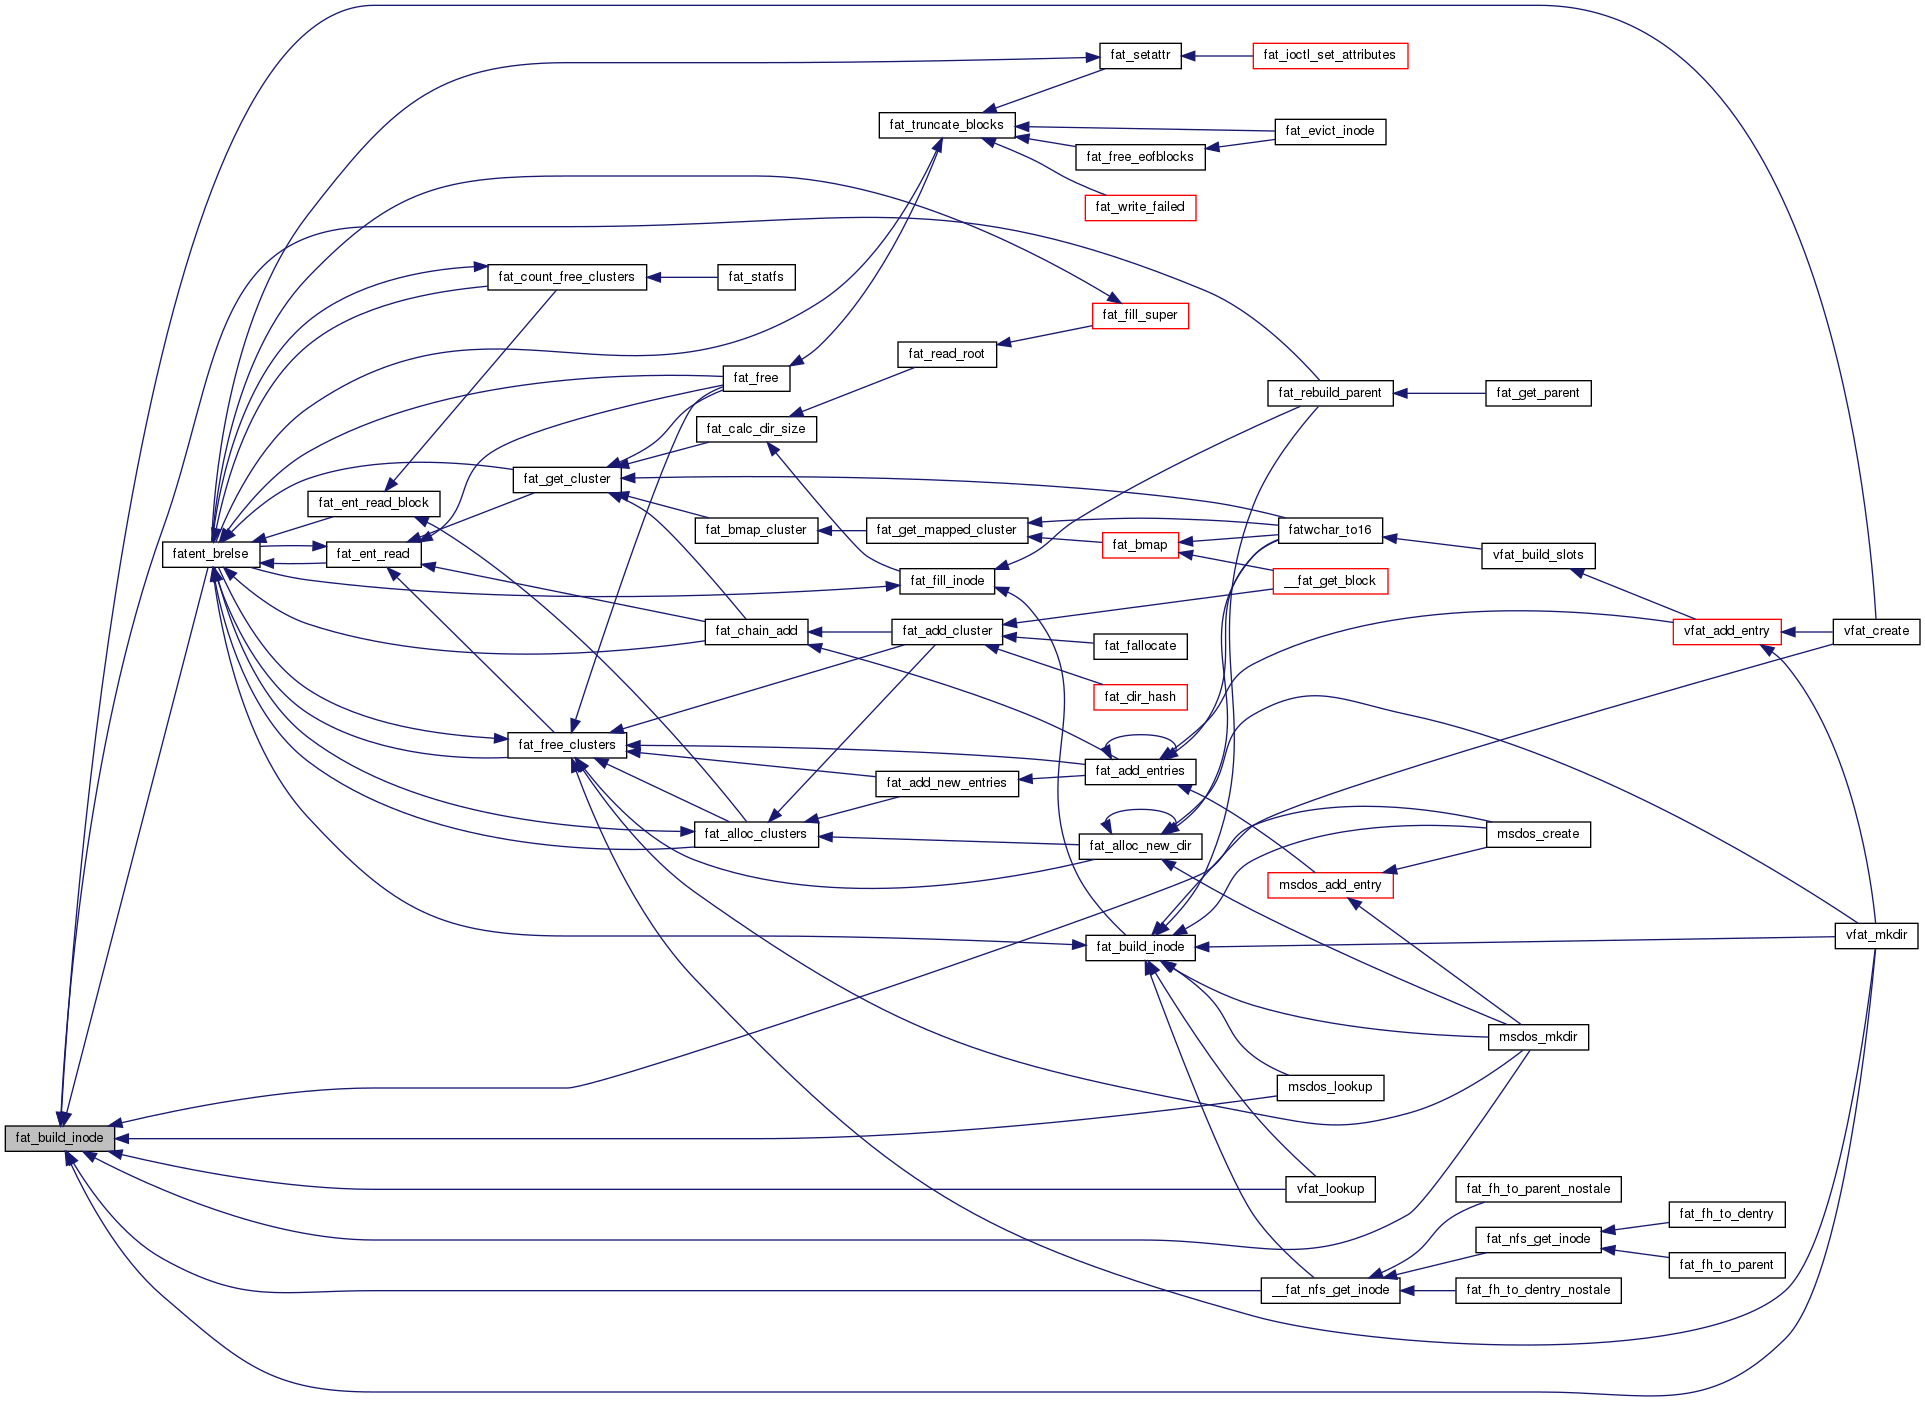 fat_setattr
fat_ioctl_set_attributes
fat_truncate_blocks
fat_evict_inode
fat_free_eofblocks
fat_write_failed
fat_count_free_clusters
fat_statfs
fat_fill_super
fat_read_root
fat_free
fat_rebuild_parent
fat_get_parent
fat_calc_dir_size
fat_get_cluster
fat_ent_read_block
fat_bmap_cluster
fat_get_mapped_cluster
fatwchar_to16
fatent_brelse
fat_ent_read
fat_bmap
vfat_build_slots
fat_fill_inode
__fat_get_block
fat_chain_add
fat_add_cluster
fat_fallocate
vfat_add_entry
vfat_create
fat_dir_hash
fat_free_clusters
fat_add_entries
fat_add_new_entries
fat_alloc_clusters
fat_alloc_new_dir
msdos_create
msdos_add_entry
fat_build_inode
vfat_mkdir
msdos_mkdir
msdos_lookup
fat_build_inode
vfat_lookup
fat_fh_to_parent_nostale
fat_fh_to_dentry
fat_nfs_get_inode
fat_fh_to_parent
__fat_nfs_get_inode
fat_fh_to_dentry_nostale